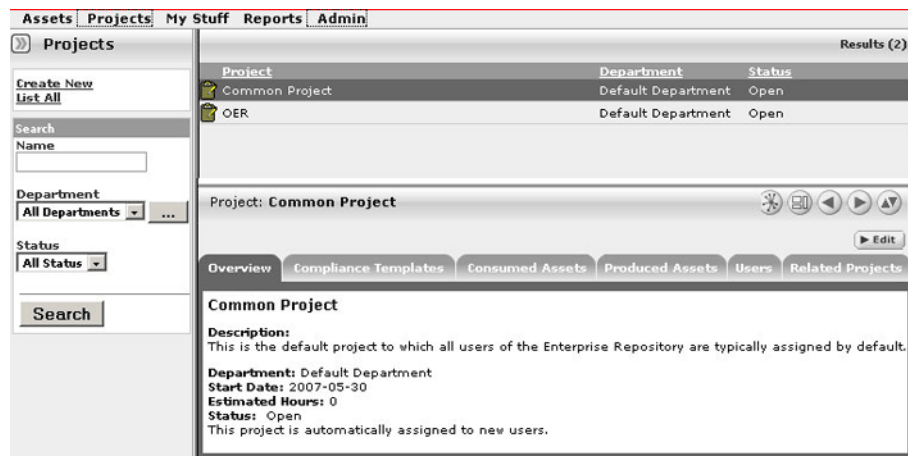 Assets Projects My Stuff Reports Admin
Projects
Create New
List All
Search
Name
Department
All Departments ...
Status
All Status
Search
Results (2)
Project Department Status
Common Project Default Department Open
OER Default Department Open
Project: Common Project
Edit
Overview Compliance Templates Consumed Assets Produced Assets Users Related Projects
Common Project
Description:
This is the default project to which all users of the Enterprise Repository are typically assigned by default.
Department: Default Department
Start Date: 2007-05-30
Estimated Hours: 0
Status: Open
This project is automatically assigned to new users.